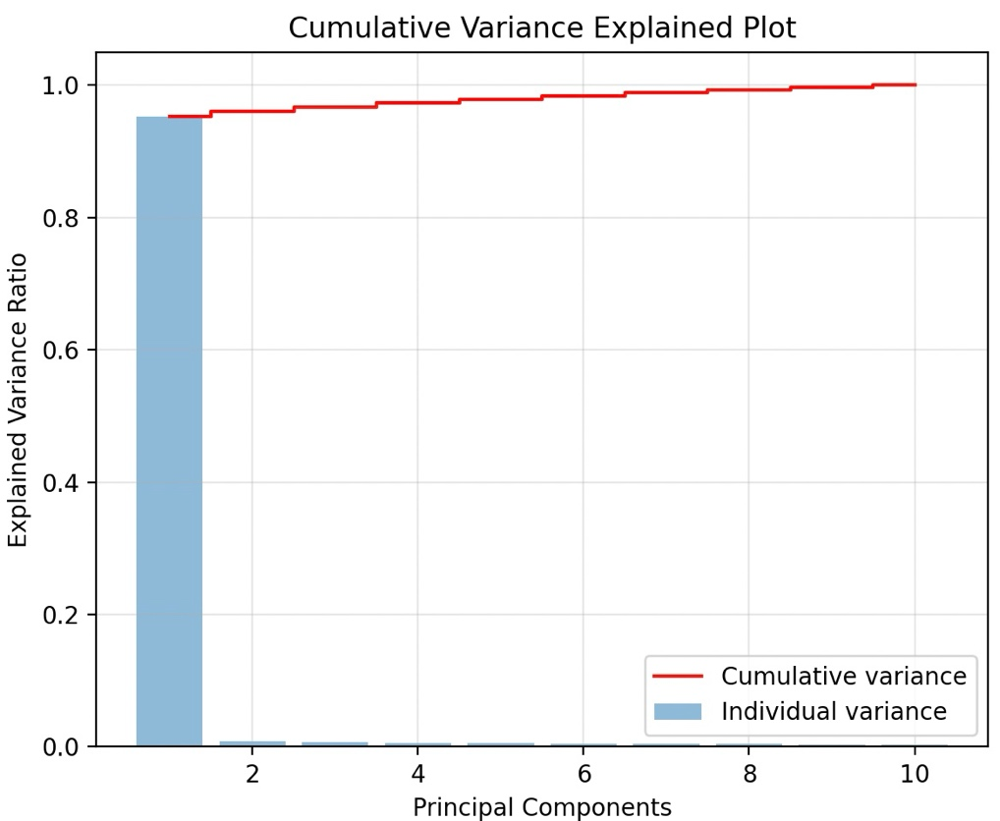 Cumulative Variance Explained Plot
1.0
0.8
0.6
0.4
0.2
0.0
Explained Variance Ratio
2 4 6 8 10
Principal Components
Cumulative variance
Individual variance